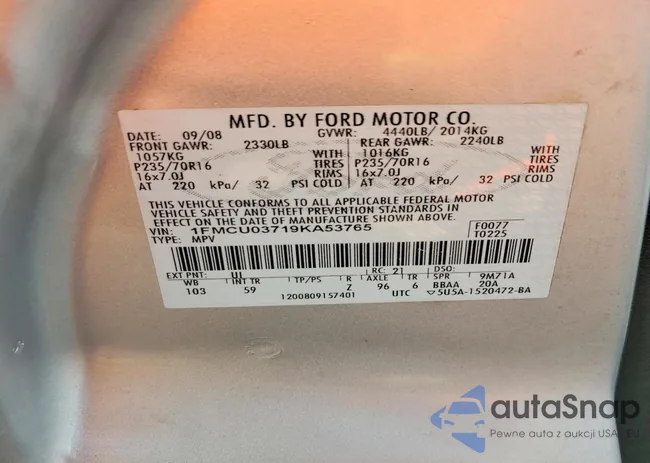 MFD. BY FORD MOTOR CO.
DATE: 09/08 GVWR: 4440LB/ 2014KG
FRONT GAWR: 2330LB REAR GAWR: 2240LB
1057KG WITH 1016KG WITH
P235/70R16 TIRES P235/70R16 TIRES
16x7.0J RIMS 16x7.0J RIMS
AT 220 kPa/ 32 PSI COLD AT 220 kPa/ 32 PSI COLD
THIS VEHICLE CONFORMS TO ALL APPLICABLE FEDERAL MOTOR
VEHICLE SAFETY AND THEFT PREVENTION STANDARDS IN
EFFECT ON THE DATE OF MANUFACTURE SHOWN ABOVE.
VIN: 1FMCU03719KA53765 F0077
TYPE: MPV T0225
EXT PNT: UI RC: 21 DSO:
WB INT TR TP/PS R AXLE TR SPR 9M71A
103 59 Z 96 6 BBAA 20A
1200809157401 UTC 5U5A-1520472-BA
autaSnap
Pewne auta z aukcji USA i EU